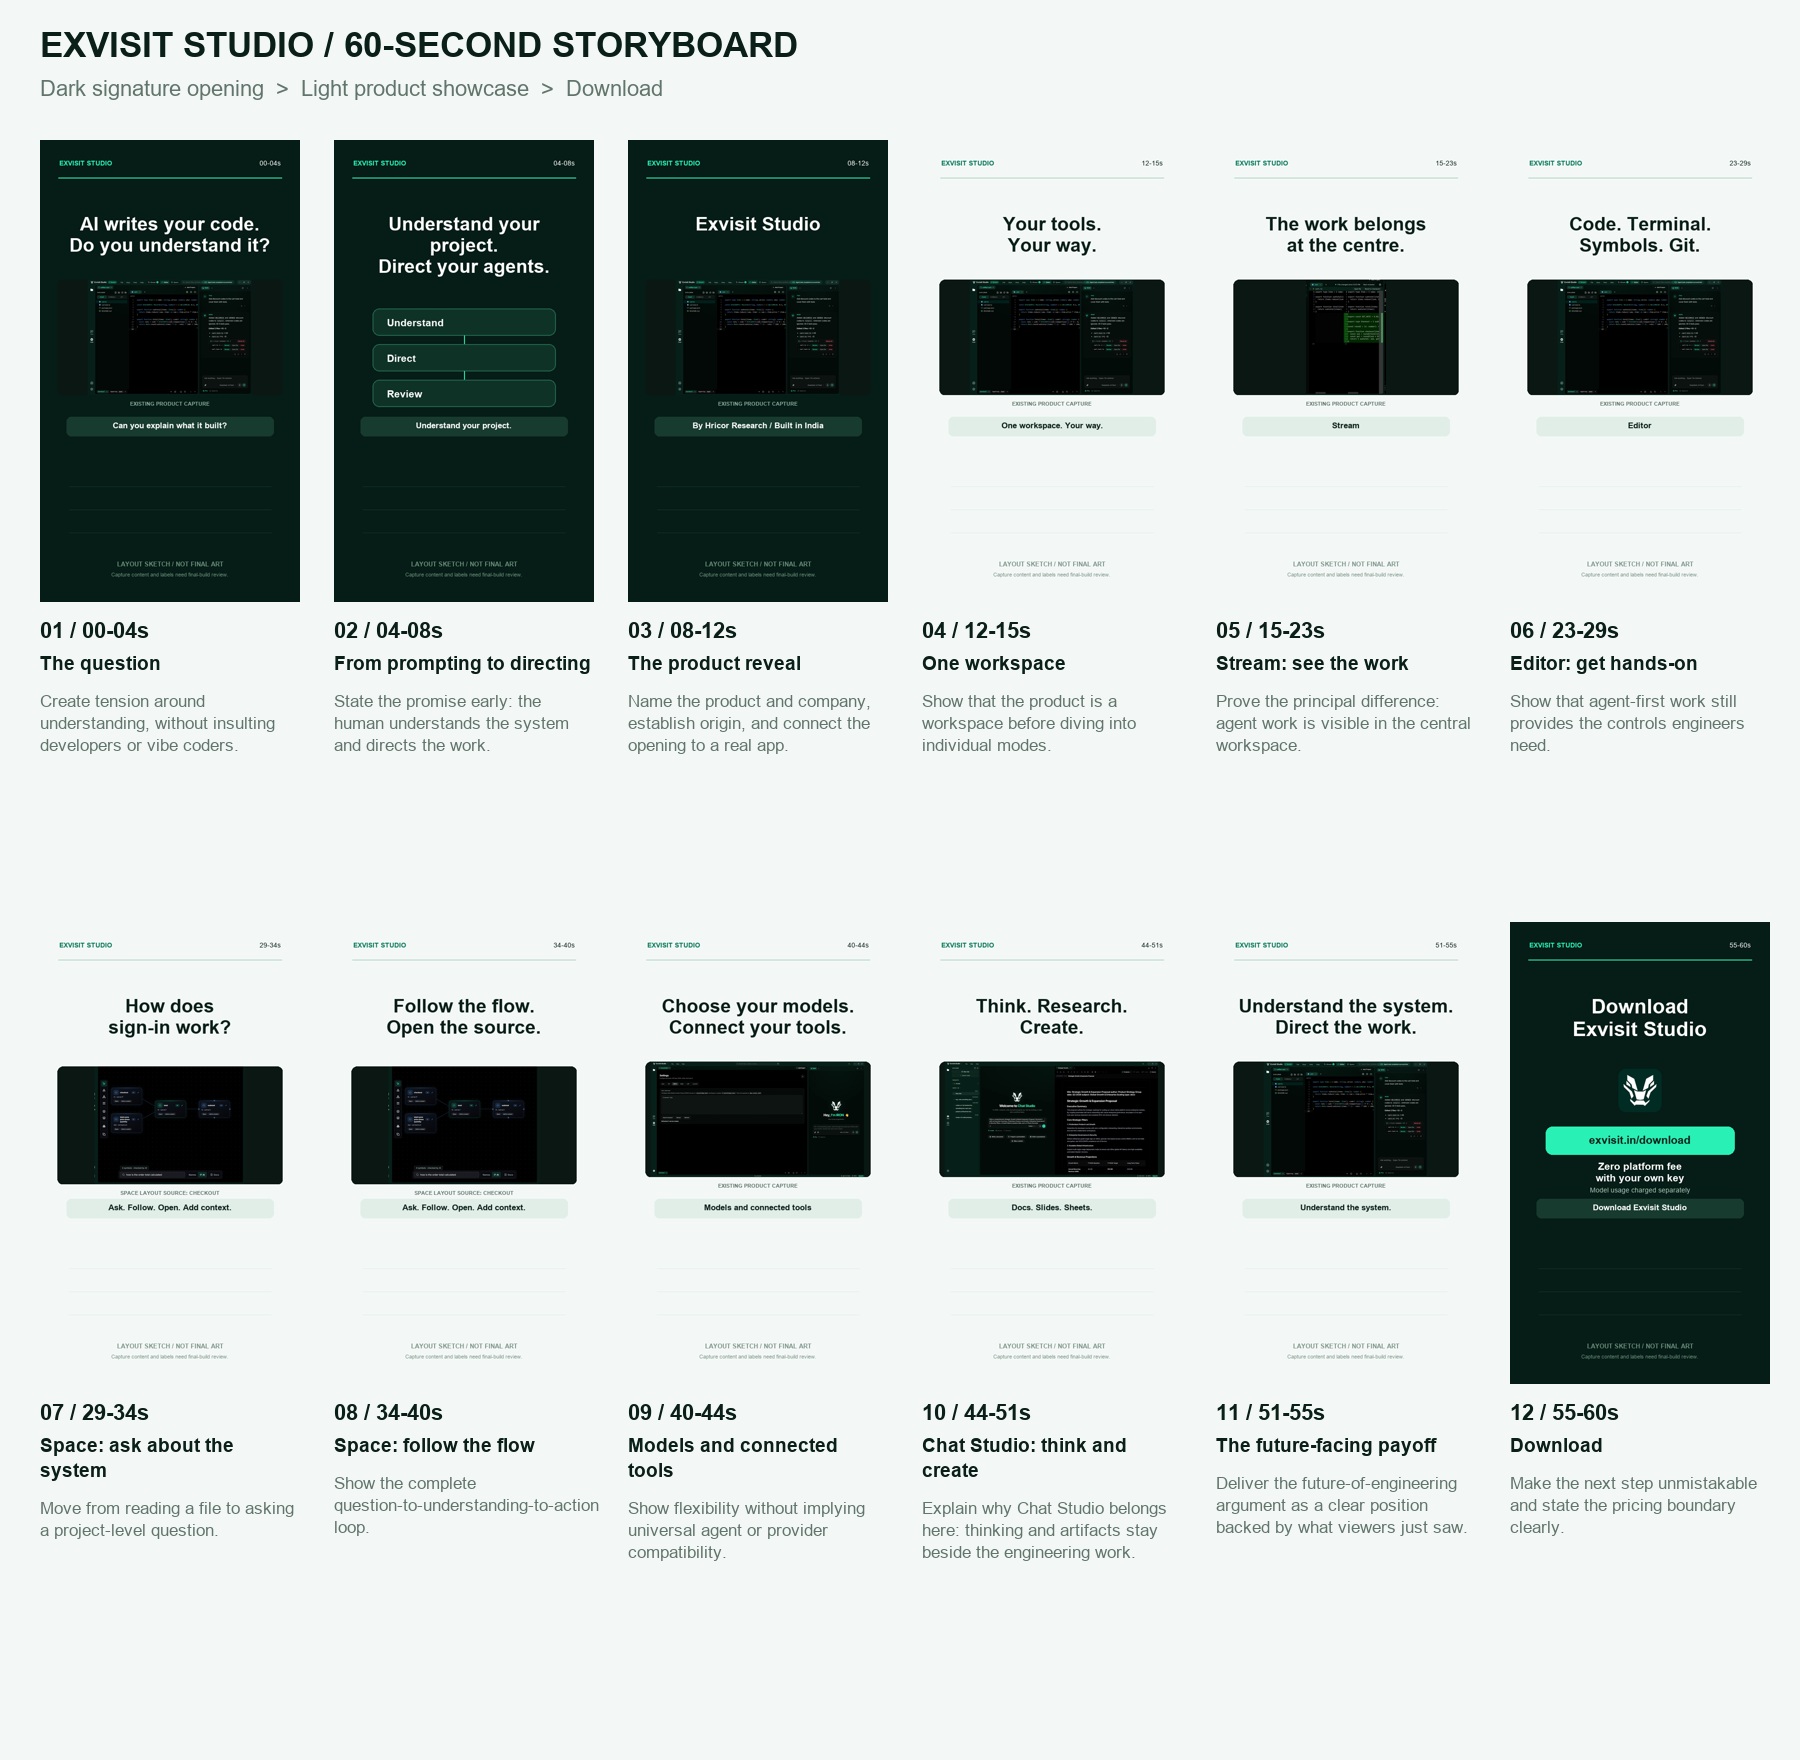 EXVISIT STUDIO / 60-SECOND STORYBOARD
Dark signature opening > Light product showcase > Download
EXVISIT STUDIO 00-04s
AI writes your code.
Do you understand it?
EXISTING PRODUCT CAPTURE
Can you explain what it built?
LAYOUT SKETCH / NOT FINAL ART
Capture content and labels need final-build review.
01 / 00-04s
The question
Create tension around
understanding, without insulting
developers or vibe coders.
EXVISIT STUDIO 04-08s
Understand your
project.
Direct your agents.
Understand
Direct
Review
Understand your project.
LAYOUT SKETCH / NOT FINAL ART
Capture content and labels need final-build review.
02 / 04-08s
From prompting to directing
State the promise early: the
human understands the system
and directs the work.
EXVISIT STUDIO 08-12s
Exvisit Studio
EXISTING PRODUCT CAPTURE
By Hricor Research / Built in India
LAYOUT SKETCH / NOT FINAL ART
Capture content and labels need final-build review.
03 / 08-12s
The product reveal
Name the product and company,
establish origin, and connect the
opening to a real app.
EXVISIT STUDIO 12-15s
Your tools.
Your way.
EXISTING PRODUCT CAPTURE
One workspace. Your way.
LAYOUT SKETCH / NOT FINAL ART
Capture content and labels need final-build review.
04 / 12-15s
One workspace
Show that the product is a
workspace before diving into
individual modes.
EXVISIT STUDIO 15-23s
The work belongs
at the centre.
EXISTING PRODUCT CAPTURE
Stream
LAYOUT SKETCH / NOT FINAL ART
Capture content and labels need final-build review.
05 / 15-23s
Stream: see the work
Prove the principal difference:
agent work is visible in the central
workspace.
EXVISIT STUDIO 23-29s
Code. Terminal.
Symbols. Git.
EXISTING PRODUCT CAPTURE
Editor
LAYOUT SKETCH / NOT FINAL ART
Capture content and labels need final-build review.
06 / 23-29s
Editor: get hands-on
Show that agent-first work still
provides the controls engineers
need.
EXVISIT STUDIO 29-34s
How does
sign-in work?
SPACE LAYOUT SOURCE: CHECKOUT
Ask. Follow. Open. Add context.
LAYOUT SKETCH / NOT FINAL ART
Capture content and labels need final-build review.
07 / 29-34s
Space: ask about the
system
Move from reading a file to asking
a project-level question.
EXVISIT STUDIO 34-40s
Follow the flow.
Open the source.
SPACE LAYOUT SOURCE: CHECKOUT
Ask. Follow. Open. Add context.
LAYOUT SKETCH / NOT FINAL ART
Capture content and labels need final-build review.
08 / 34-40s
Space: follow the flow
Show the complete
question-to-understanding-to-action
loop.
EXVISIT STUDIO 40-44s
Choose your models.
Connect your tools.
EXISTING PRODUCT CAPTURE
Models and connected tools
LAYOUT SKETCH / NOT FINAL ART
Capture content and labels need final-build review.
09 / 40-44s
Models and connected
tools
Show flexibility without implying
universal agent or provider
compatibility.
EXVISIT STUDIO 44-51s
Think. Research.
Create.
Welcome to Chat Studio
EXISTING PRODUCT CAPTURE
Docs. Slides. Sheets.
LAYOUT SKETCH / NOT FINAL ART
Capture content and labels need final-build review.
10 / 44-51s
Chat Studio: think and
create
Explain why Chat Studio belongs
here: thinking and artifacts stay
beside the engineering work.
EXVISIT STUDIO 51-55s
Understand the system.
Direct the work.
EXISTING PRODUCT CAPTURE
Understand the system.
LAYOUT SKETCH / NOT FINAL ART
Capture content and labels need final-build review.
11 / 51-55s
The future-facing payoff
Deliver the future-of-engineering
argument as a clear position
backed by what viewers just saw.
EXVISIT STUDIO 55-60s
Download
Exvisit Studio
exvisit.in/download
Zero platform fee
with your own key
Model usage charged separately
Download Exvisit Studio
LAYOUT SKETCH / NOT FINAL ART
Capture content and labels need final-build review.
12 / 55-60s
Download
Make the next step unmistakable
and state the pricing boundary
clearly.